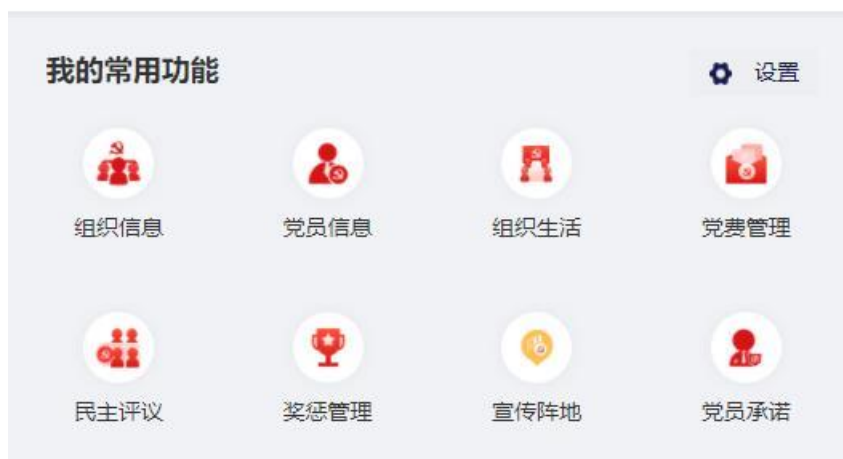 我的常用功能 设置
组织信息 党员信息 组织生活 党费管理
民主评议 奖惩管理 宣传阵地 党员承诺